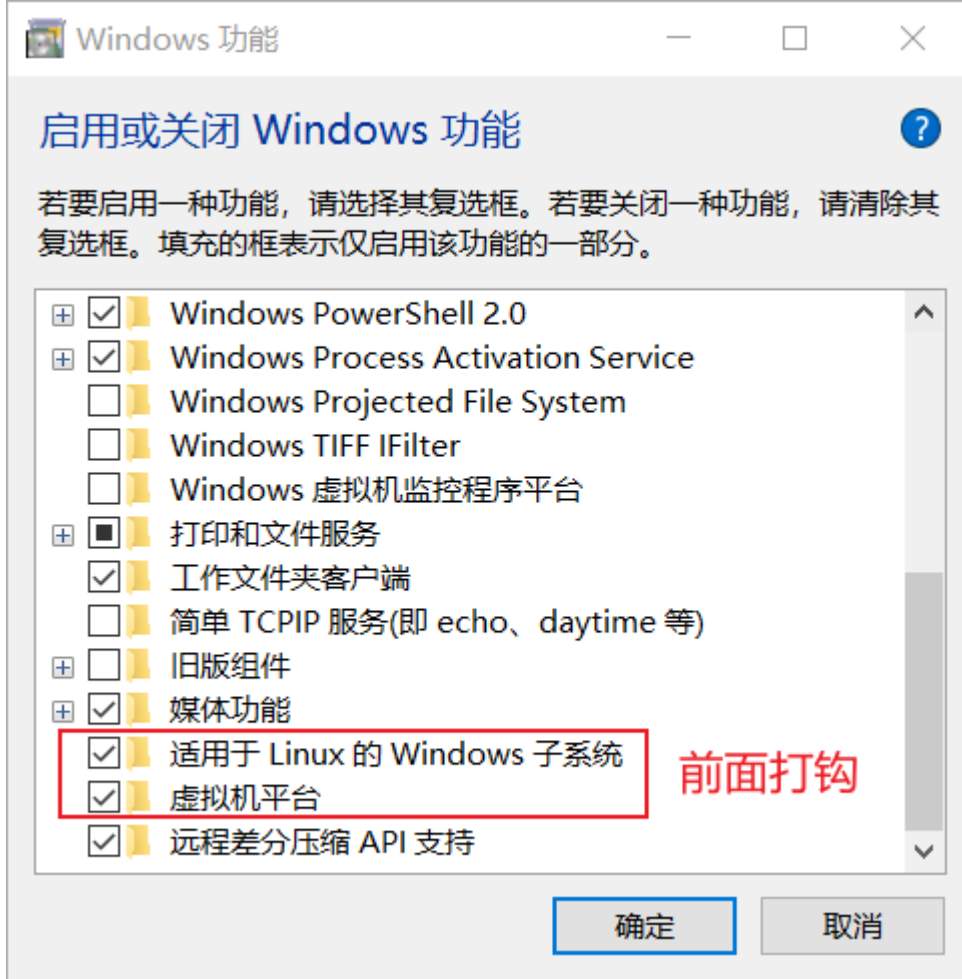 Windows 功能
启用或关闭 Windows 功能
若要启用一种功能，请选择其复选框。若要关闭一种功能，请清除其
复选框。填充的框表示仅启用该功能的一部分。
Windows PowerShell 2.0
Windows Process Activation Service
Windows Projected File System
Windows TIFF IFilter
Windows 虚拟机监控程序平台
打印和文件服务
工作文件夹客户端
简单 TCPIP 服务(即 echo、daytime 等)
旧版组件
媒体功能
适用于 Linux 的 Windows 子系统
虚拟机平台
前面打钩
远程差分压缩 API 支持
确定
取消